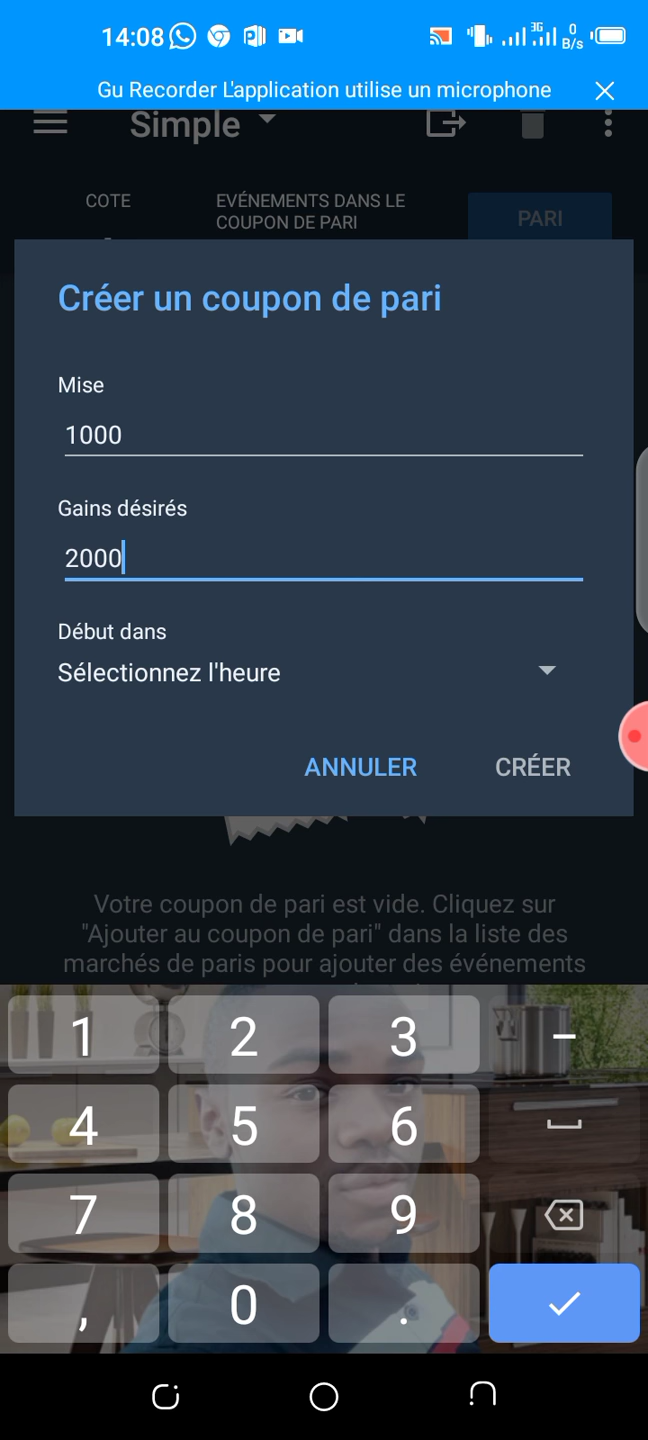 14:08
3G
0
B/s
Gu Recorder L'application utilise un microphone
Simple
COTE
EVÉNEMENTS DANS LE
COUPON DE PARI
PARI
-
Créer un coupon de pari
Mise
1000
Gains désirés
2000
Début dans
Sélectionnez l'heure
ANNULER
CRÉER
Votre coupon de pari est vide. Cliquez sur
"Ajouter au coupon de pari" dans la liste des
marchés de paris pour ajouter des événements
1 2 3 -
4 5 6
7 8 9
, 0 .